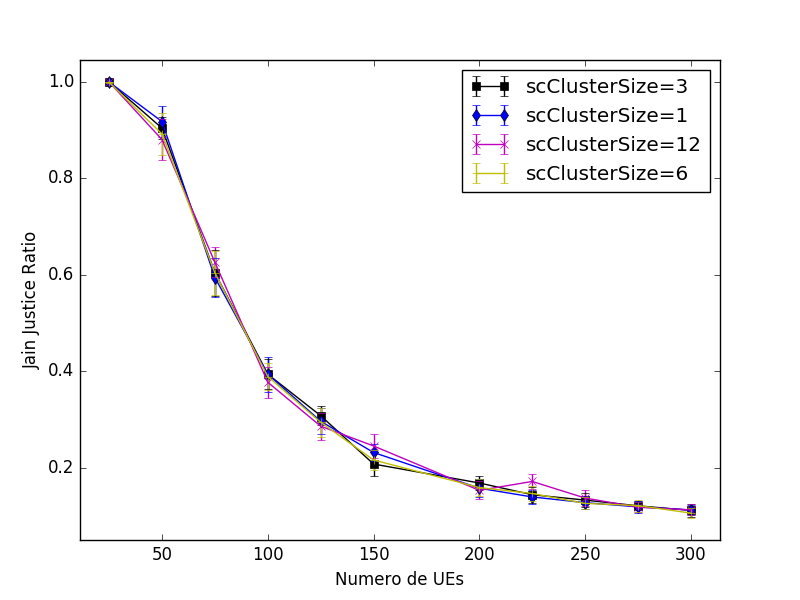 1.0
0.8
0.6
0.4
0.2
Jain Justice Ratio
scClusterSize=3
scClusterSize=1
scClusterSize=12
scClusterSize=6
50 100 150 200 250 300
Numero de UEs